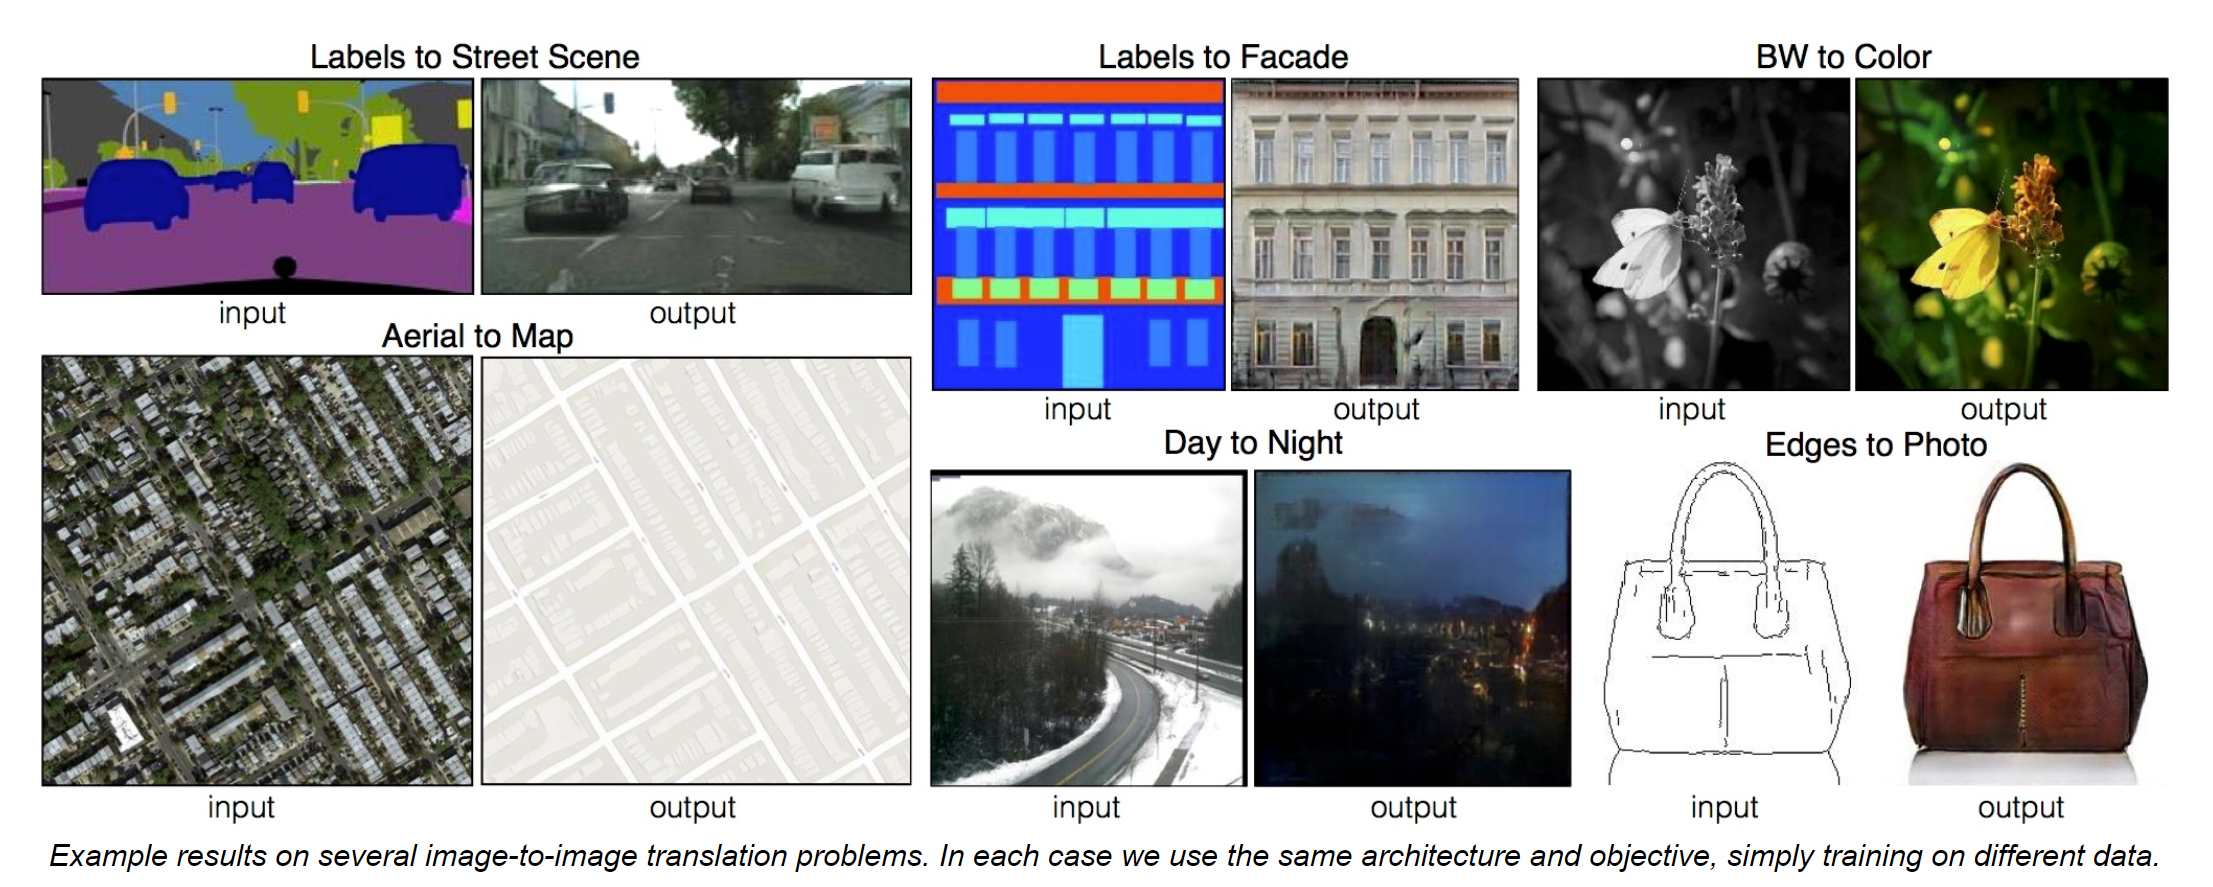 Labels to Street Scene
input
output
Aerial to Map
input
output
Labels to Facade
input
output
Day to Night
input
output
BW to Color
input
output
Edges to Photo
input
output
Example results on several image-to-image translation problems. In each case we use the same architecture and objective, simply training on different data.